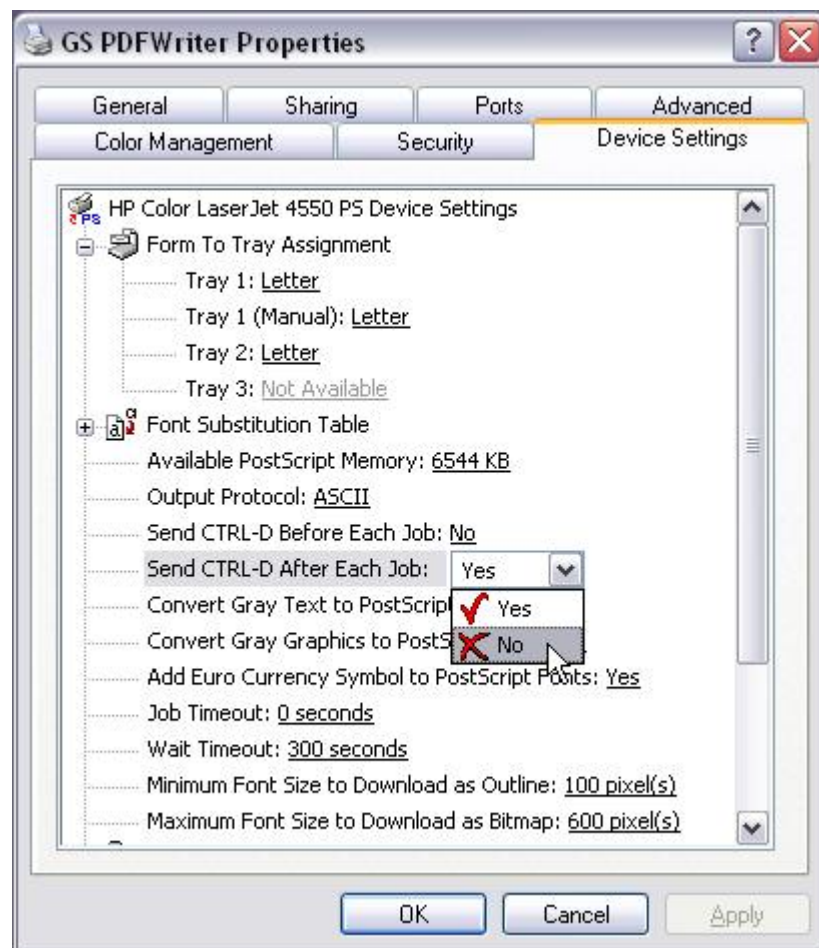 GS PDFWriter Properties
General Sharing Ports Advanced
Color Management Security Device Settings
HP Color LaserJet 4550 PS Device Settings
Form To Tray Assignment
Tray 1: Letter
Tray 1 (Manual): Letter
Tray 2: Letter
Tray 3: Not Available
Font Substitution Table
Available PostScript Memory: 6544 KB
Output Protocol: ASCII
Send CTRL-D Before Each Job: No
Send CTRL-D After Each Job: Yes
Yes
No
Convert Gray Text to PostScrip
Convert Gray Graphics to PostS
Add Euro Currency Symbol to PostScript Fonts: Yes
Job Timeout: 0 seconds
Wait Timeout: 300 seconds
Minimum Font Size to Download as Outline: 100 pixel(s)
Maximum Font Size to Download as Bitmap: 600 pixel(s)
OK Cancel Apply